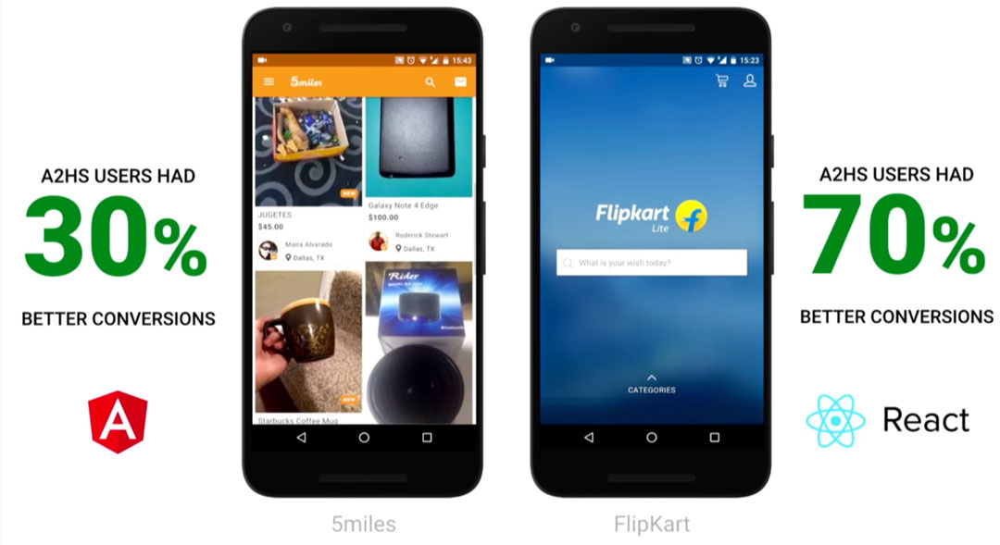 A2HS USERS HAD
30%
BETTER CONVERSIONS
15:43
5miles
NEW
JUGETES
$45.00
Maira Alvarado
Dallas, TX
Galaxy Note 4 Edge
$100.00
Roderick Stewart
Dallas, TX
NEW
Starbucks Coffee Mug
Rider
Bluetooth
5miles
15:23
Flipkart
Lite
What is your wish today?
CATEGORIES
FlipKart
A2HS USERS HAD
70%
BETTER CONVERSIONS
React